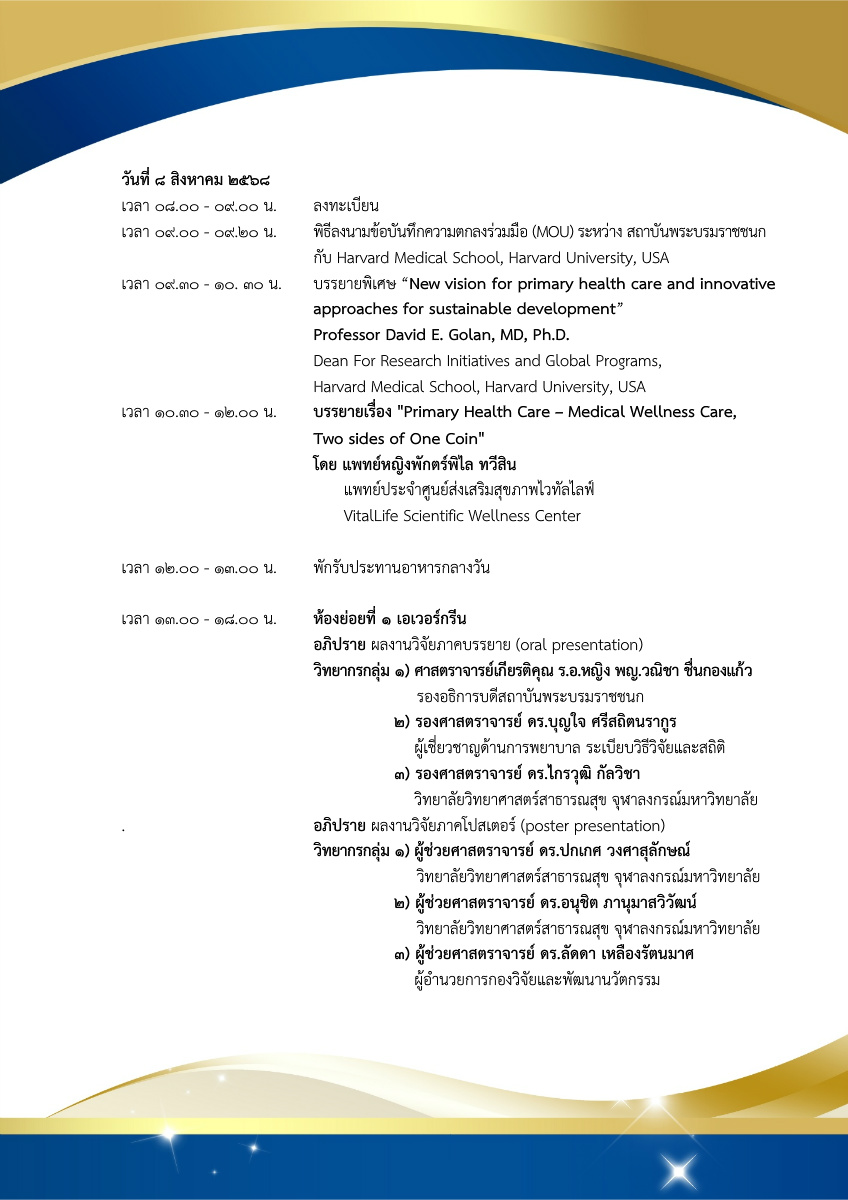 วันที่ ๘ สิงหาคม ๒๕๖๘
เวลา ๐๘.๐๐ - ๐๙.๐๐ น. ลงทะเบียน
เวลา ๐๙.๐๐ - ๐๙.๒๐ น. พิธีลงนามข้อบันทึกความตกลงร่วมมือ (MOU) ระหว่าง สถาบันพระบรมราชชนก
กับ Harvard Medical School, Harvard University, USA
เวลา ๐๙.๓๐ - ๑๐. ๓๐ น. บรรยายพิเศษ “New vision for primary health care and innovative
approaches for sustainable development”
Professor David E. Golan, MD, Ph.D.
Dean For Research Initiatives and Global Programs,
Harvard Medical School, Harvard University, USA
เวลา ๑๐.๓๐ - ๑๒.๐๐ น. บรรยายเรื่อง "Primary Health Care – Medical Wellness Care,
Two sides of One Coin"
โดย แพทย์หญิงพักตร์พิไล ทวีสิน
แพทย์ประจำศูนย์ส่งเสริมสุขภาพไวทัลไลฟ์
VitalLife Scientific Wellness Center
เวลา ๑๒.๐๐ - ๑๓.๐๐ น. พักรับประทานอาหารกลางวัน
เวลา ๑๓.๐๐ - ๑๘.๐๐ น. ห้องย่อยที่ ๑ เอเวอร์กรีน
อภิปราย ผลงานวิจัยภาคบรรยาย (oral presentation)
วิทยากรกลุ่ม ๑) ศาสตราจารย์เกียรติคุณ ร.อ.หญิง พญ.วณิชา ชื่นกองแก้ว
รองอธิการบดีสถาบันพระบรมราชชนก
๒) รองศาสตราจารย์ ดร.บุญใจ ศรีสถิตนรากูร
ผู้เชี่ยวชาญด้านการพยาบาล ระเบียบวิธีวิจัยและสถิติ
๓) รองศาสตราจารย์ ดร.ไกรวุฒิ กัลวิชา
วิทยาลัยวิทยาศาสตร์สาธารณสุข จุฬาลงกรณ์มหาวิทยาลัย
. อภิปราย ผลงานวิจัยภาคโปสเตอร์ (poster presentation)
วิทยากรกลุ่ม ๑) ผู้ช่วยศาสตราจารย์ ดร.ปกเกศ วงศาสุลักษณ์
วิทยาลัยวิทยาศาสตร์สาธารณสุข จุฬาลงกรณ์มหาวิทยาลัย
๒) ผู้ช่วยศาสตราจารย์ ดร.อนุชิต ภานุมาสวิวัฒน์
วิทยาลัยวิทยาศาสตร์สาธารณสุข จุฬาลงกรณ์มหาวิทยาลัย
๓) ผู้ช่วยศาสตราจารย์ ดร.ลัดดา เหลืองรัตนมาศ
ผู้อำนวยการกองวิจัยและพัฒนานวัตกรรม